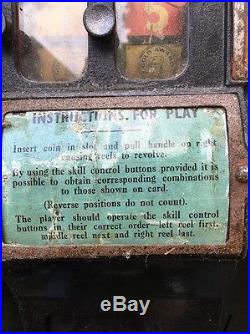 5
GOLD AWARD
INSTRUCTIONS FOR PLAY
Insert coin in slot and pull handle on right
causing reels to revolve.
By using the skill control buttons provided it is
possible to obtain corresponding combinations
to those shown on card.
(Reverse positions do not count).
The player should operate the skill control
buttons in their correct order—left reel first,
middle reel next and right reel last.